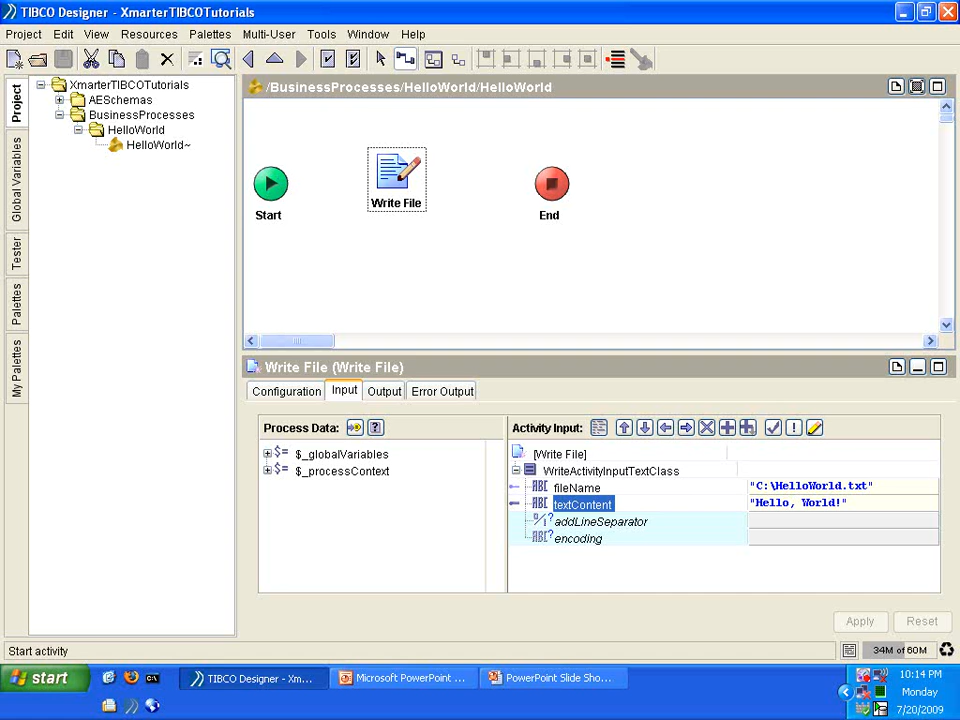 TIBCO Designer - XmarterTIBCOTutorials
Project Edit View Resources Palettes Multi-User Tools Window Help
Project
Global Variables
Tester
Palettes
My Palettes
XmarterTIBCOTutorials
AESchemas
BusinessProcesses
HelloWorld
HelloWorld~
/BusinessProcesses/HelloWorld/HelloWorld
Start
Write File
End
Write File (Write File)
Configuration Input Output Error Output
Process Data:
$_globalVariables
$_processContext
Activity Input:
[Write File]
WriteActivityInputTextClass
fileName "C:\HelloWorld.txt"
textContent "Hello, World!"
addLineSeparator
encoding
Apply Reset
Start activity
34M of 60M
start
TIBCO Designer - Xm...
Microsoft PowerPoint ...
PowerPoint Slide Sho...
10:14 PM
Monday
7/20/2009